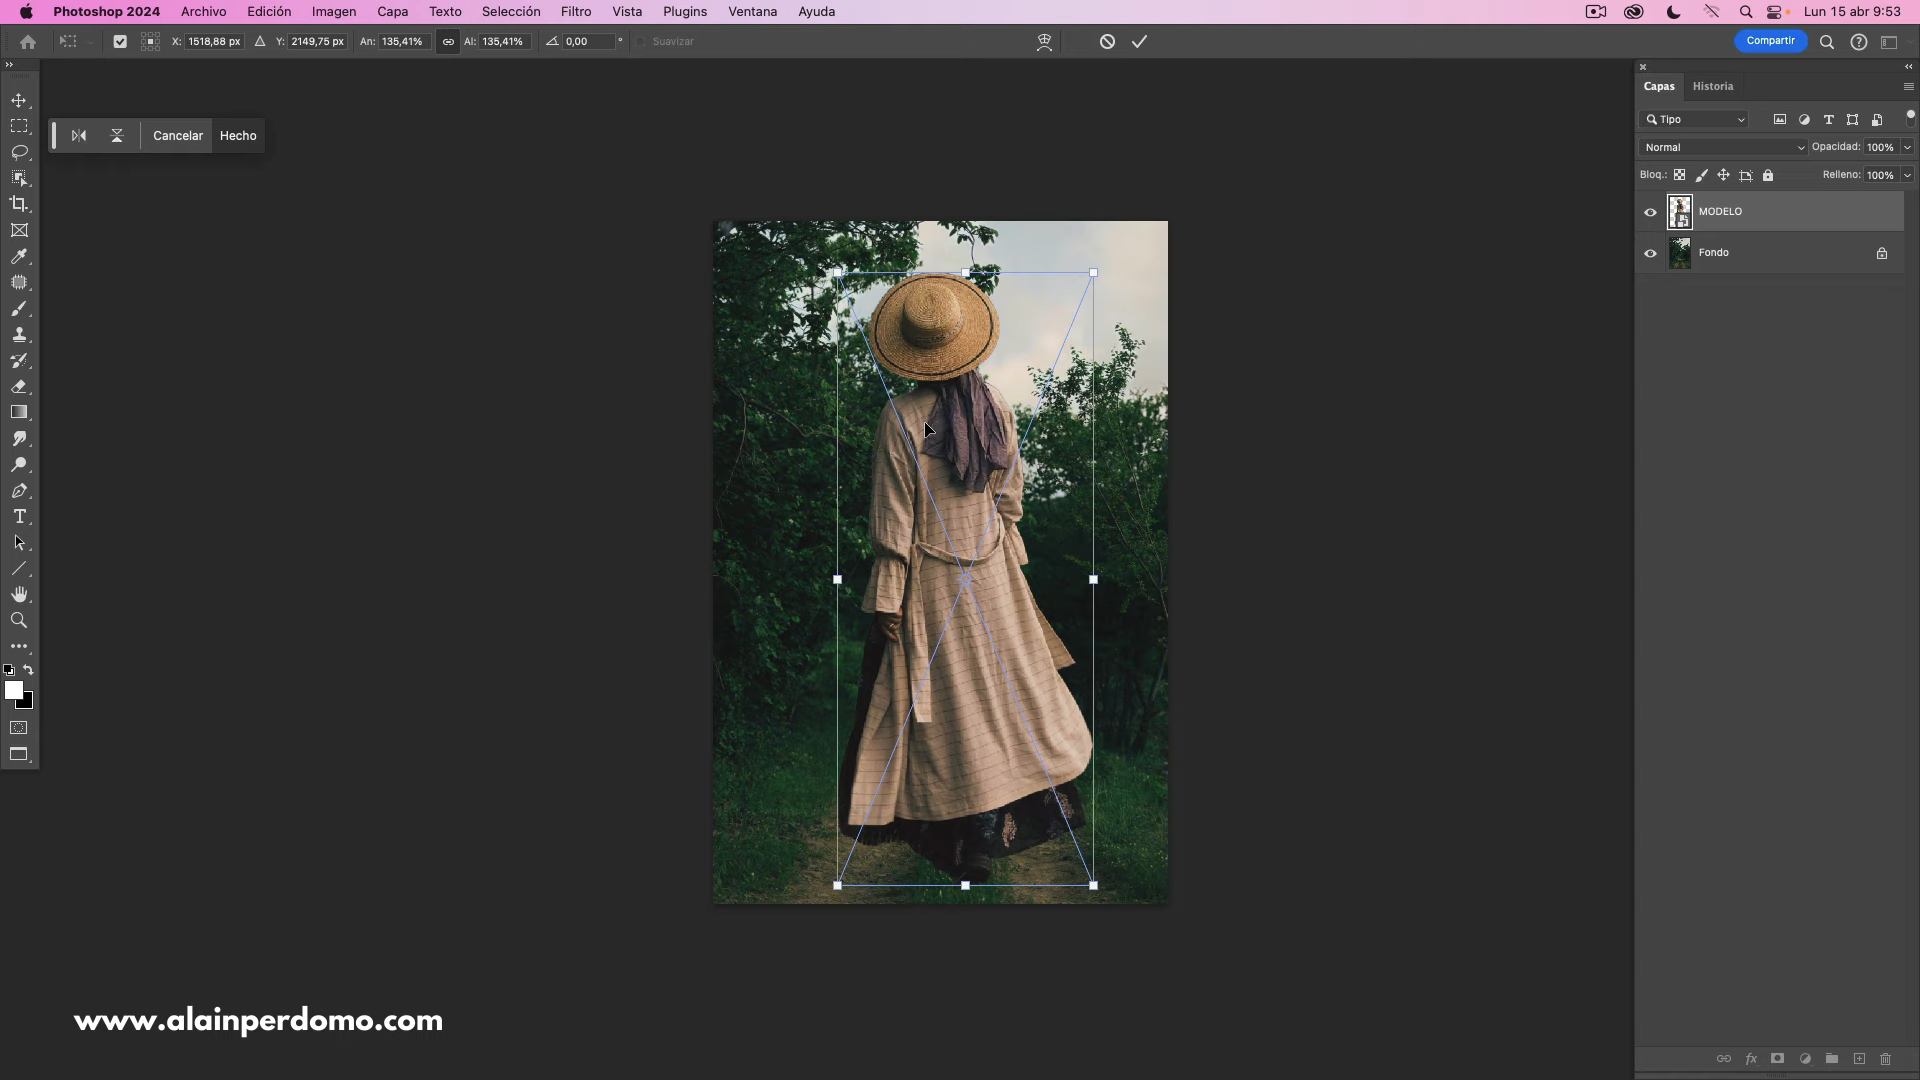 Photoshop 2024 Archivo Edición Imagen Capa Texto Selección Filtro Vista Plugins Ventana Ayuda Lun 15 abr 9:53
X: 1518,88 px Y: 2149,75 px An: 135,41% Al: 135,41% 0,00 ° Suavizar Compartir
Capas Historia
Tipo
Cancelar Hecho
Normal Opacidad: 100%
Bloq.: Relleno: 100%
MODELO
Fondo
www.alainperdomo.com